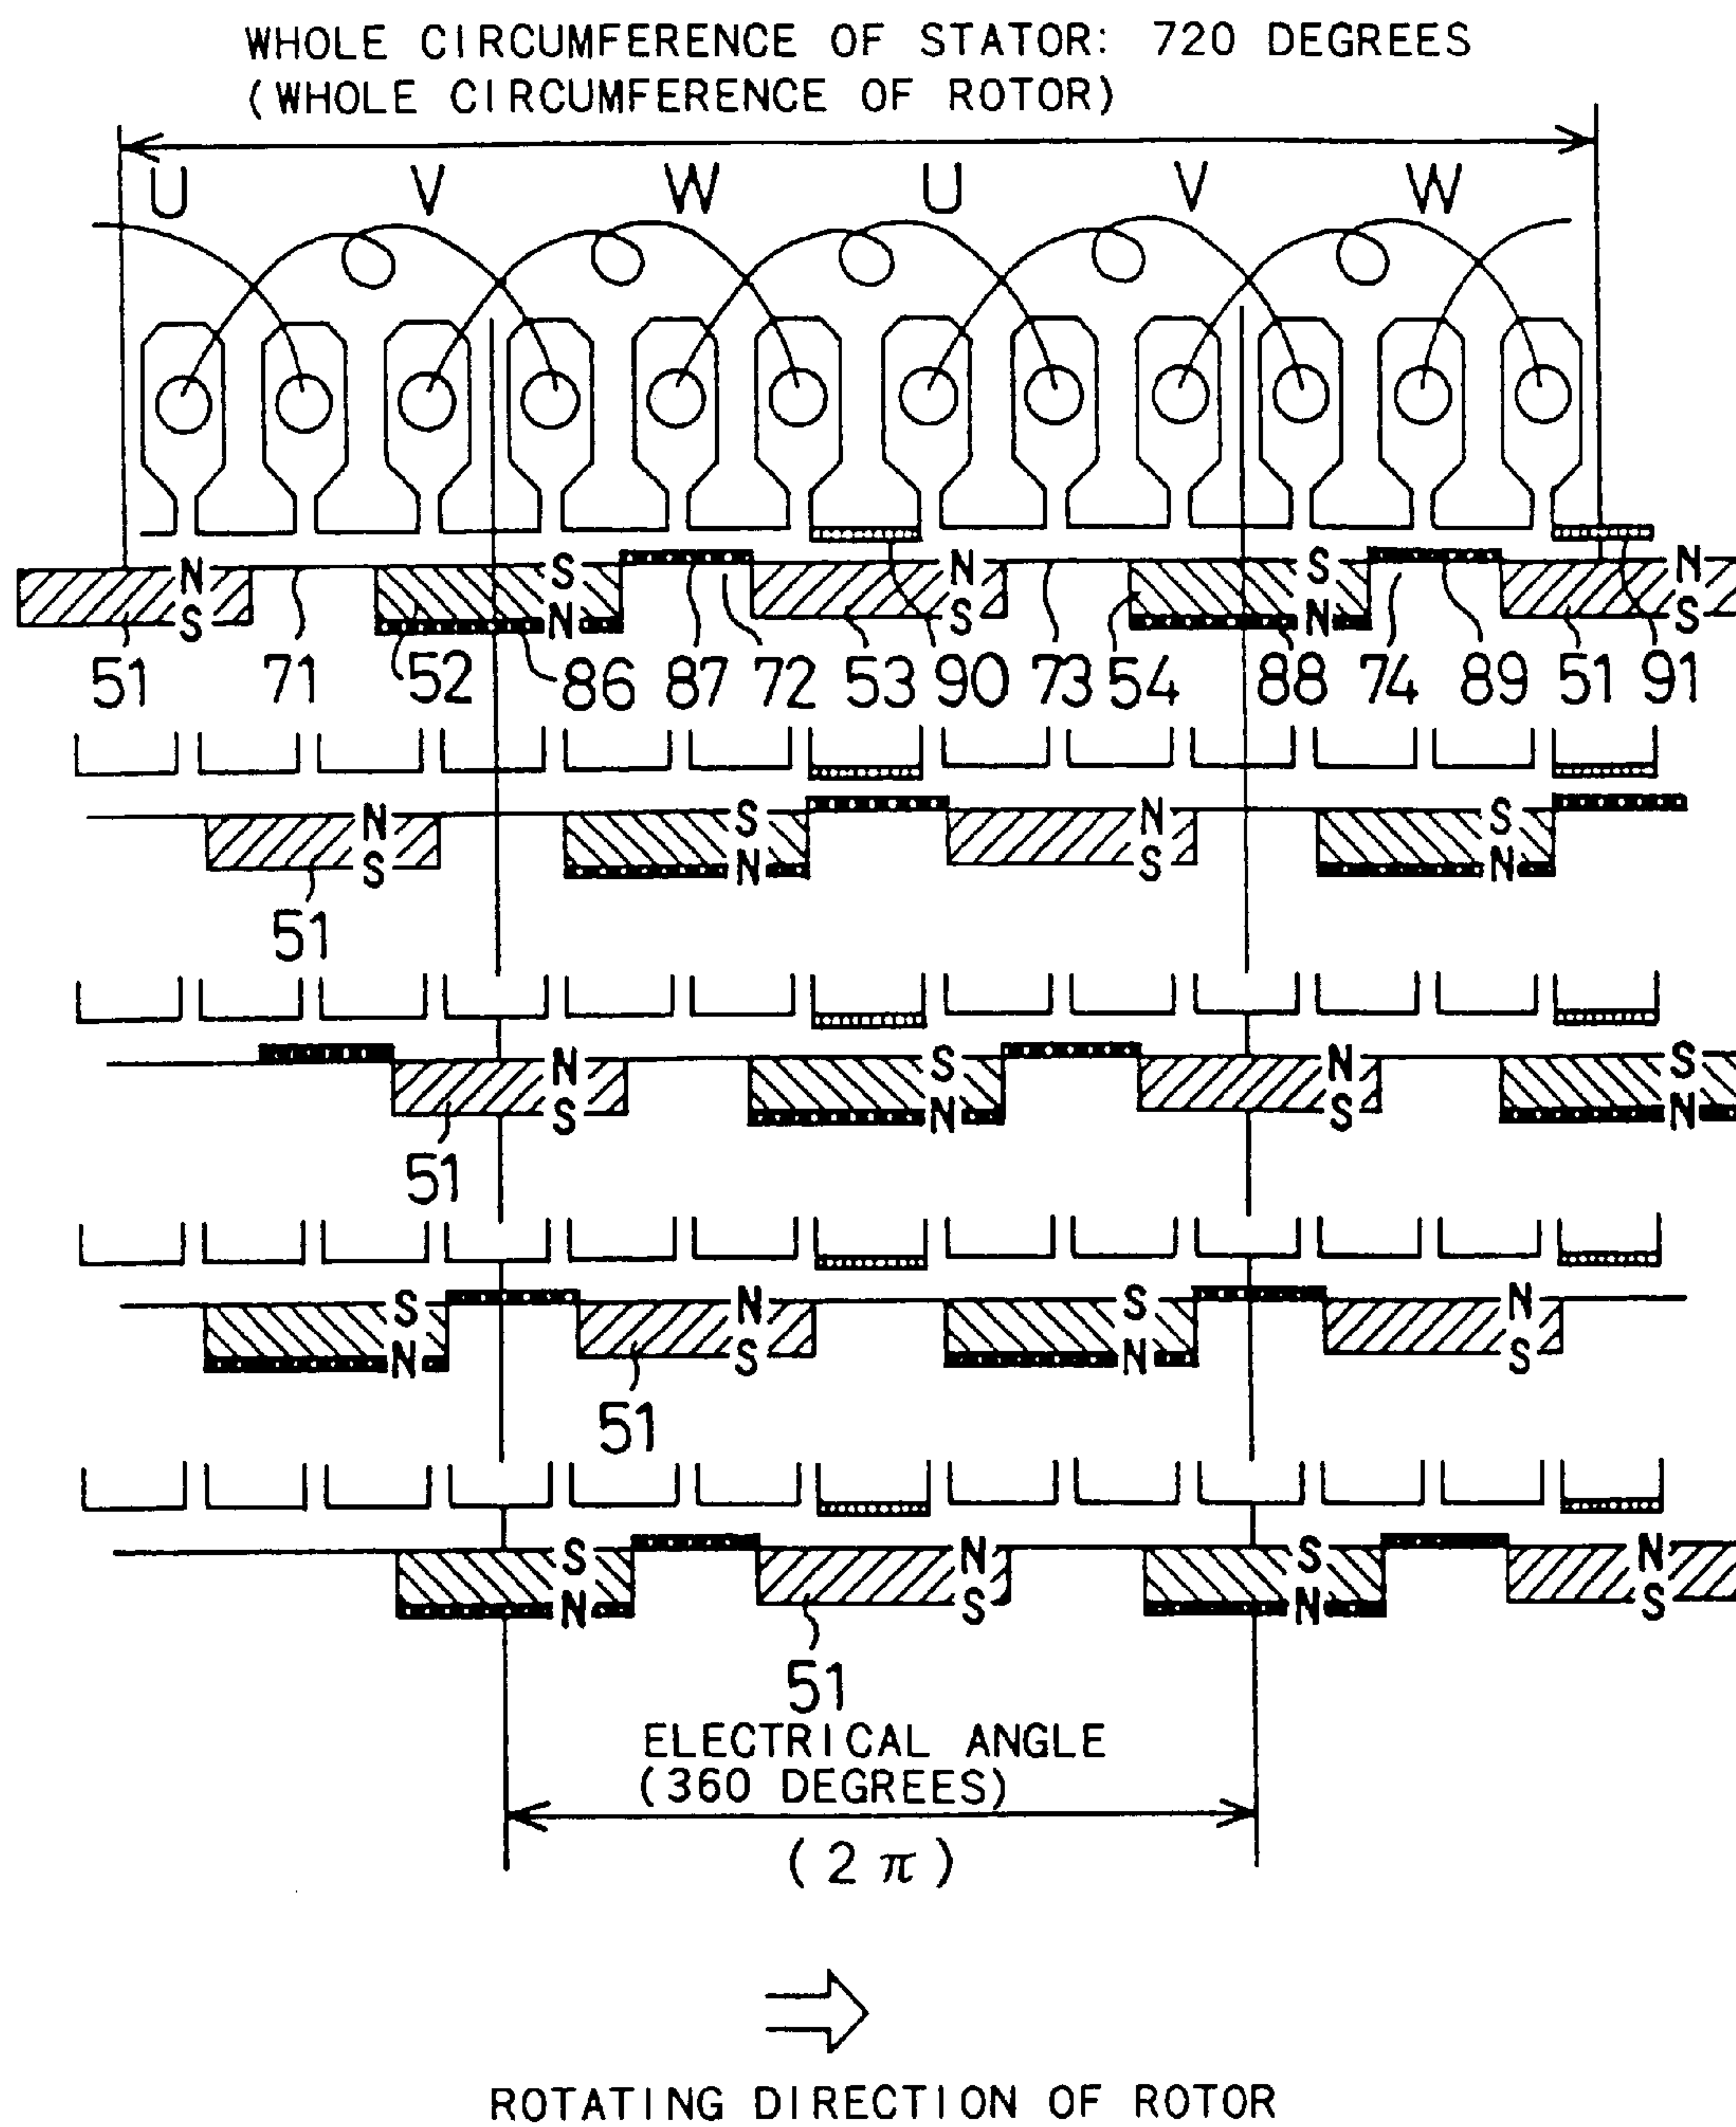 WHOLE CIRCUMFERENCE OF STATOR: 720 DEGREES
(WHOLE CIRCUMFERENCE OF ROTOR)
U V W U V W
N S N S N
S N S N S
51 71 52 86 87 72 53 90 73 54 88 74 89 51 91
N S N S
S N S N
51
N S N S
S N S N
51
S N S N
N S N S
51
S N S N
N S N S
51
ELECTRICAL ANGLE
(360 DEGREES)
(2π)
ROTATING DIRECTION OF ROTOR